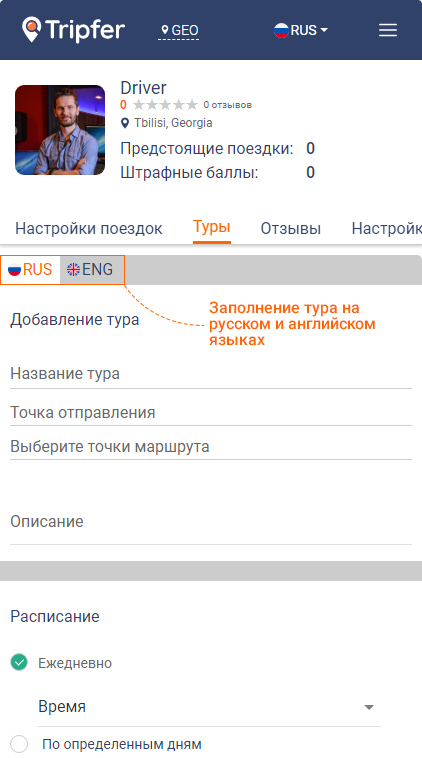 Tripfer
GEO
RUS
Driver
0 0 отзывов
Tbilisi, Georgia
Предстоящие поездки: 0
Штрафные баллы: 0
Настройки поездок Туры Отзывы Настройк
RUS ENG
Заполнение тура на
русском и английском
языках
Добавление тура
Название тура
Точка отправления
Выберите точки маршрута
Описание
Расписание
Ежедневно
Время
По определенным дням